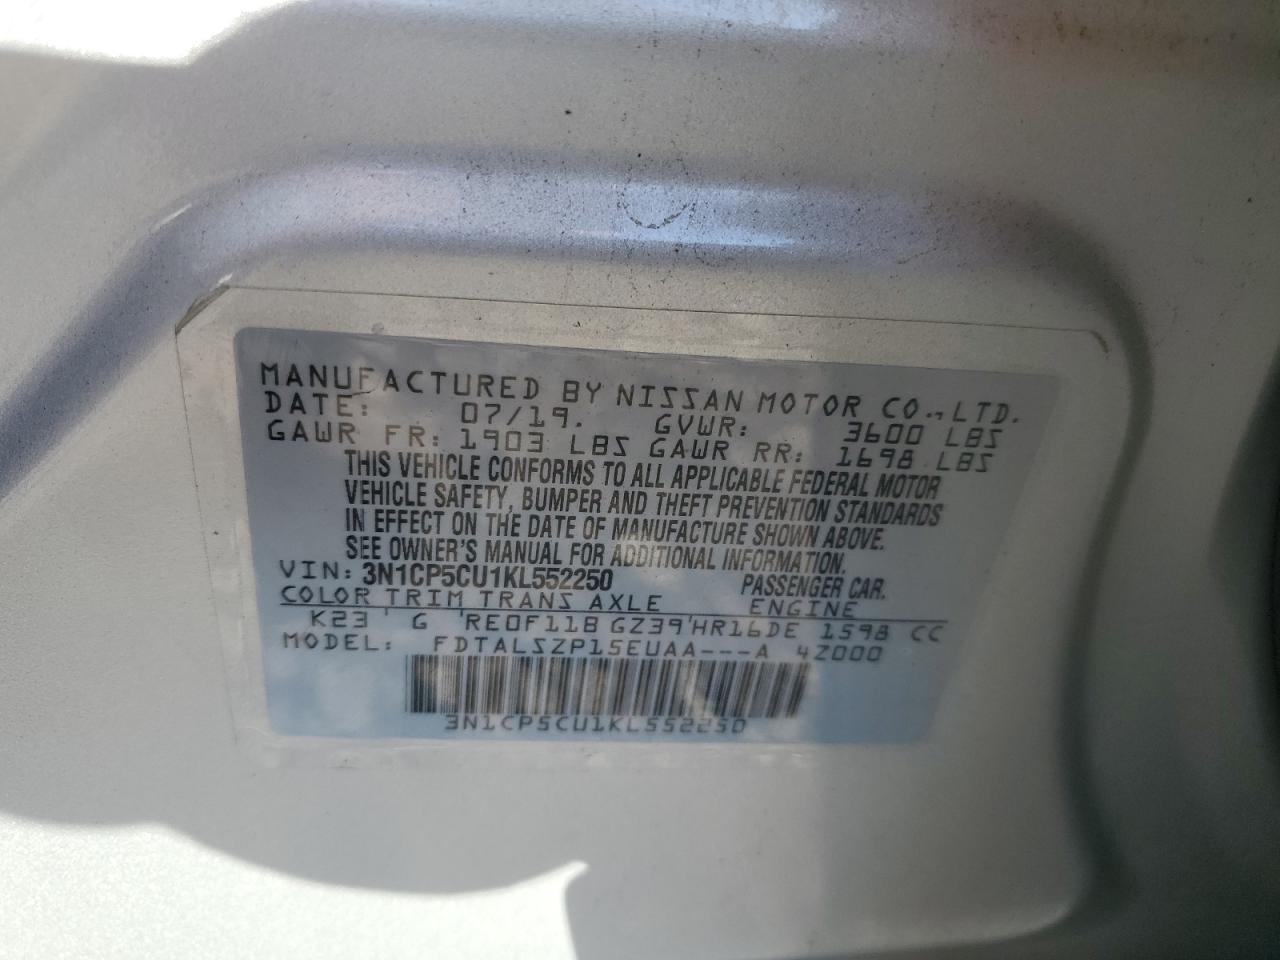 MANUFACTURED BY NISSAN MOTOR CO., LTD.
DATE: 07/19. GVWR: 3600 LBS
GAWR FR: 1903 LBS GAWR RR: 1698 LBS
THIS VEHICLE CONFORMS TO ALL APPLICABLE FEDERAL MOTOR
VEHICLE SAFETY, BUMPER AND THEFT PREVENTION STANDARDS
IN EFFECT ON THE DATE OF MANUFACTURE SHOWN ABOVE.
SEE OWNER'S MANUAL FOR ADDITIONAL INFORMATION.
VIN: 3N1CP5CU1KL552250 PASSENGER CAR.
COLOR TRIM TRANS AXLE ENGINE
K23 ' G 'RE0F11B GZ39'HR16DE 1598 CC
MODEL: FDTALSZP15EUAA---A 4Z000
3N1CP5CU1KL552250